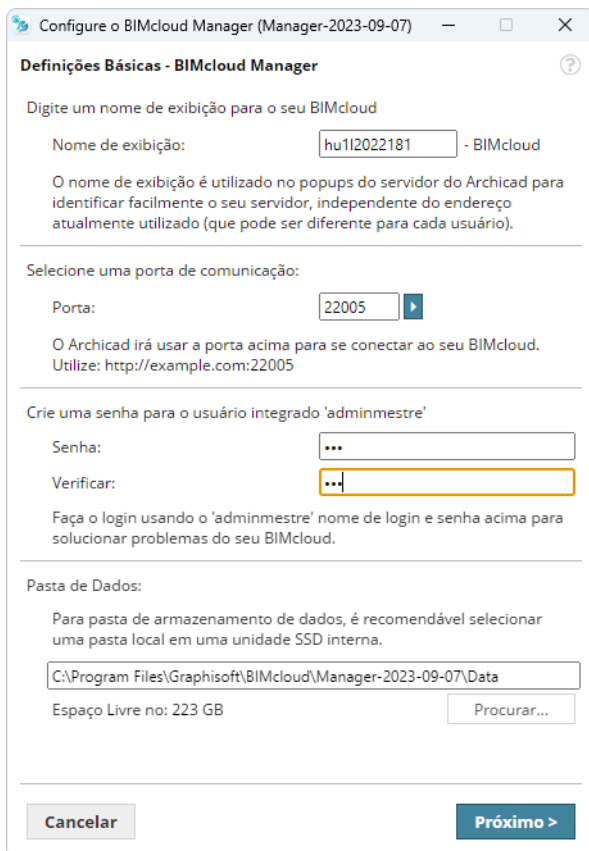 Configure o BIMcloud Manager (Manager-2023-09-07)
Definições Básicas - BIMcloud Manager
?
Digite um nome de exibição para o seu BIMcloud
Nome de exibição: hu1l2022181 - BIMcloud
O nome de exibição é utilizado no popups do servidor do Archicad para
identificar facilmente o seu servidor, independente do endereço
atualmente utilizado (que pode ser diferente para cada usuário).
Selecione uma porta de comunicação:
Porta: 22005
O Archicad irá usar a porta acima para se conectar ao seu BIMcloud.
Utilize: http://example.com:22005
Crie uma senha para o usuário integrado 'adminmestre'
Senha: •••
Verificar: •••
Faça o login usando o 'adminmestre' nome de login e senha acima para
solucionar problemas do seu BIMcloud.
Pasta de Dados:
Para pasta de armazenamento de dados, é recomendável selecionar
uma pasta local em uma unidade SSD interna.
C:\Program Files\Graphisoft\BIMcloud\Manager-2023-09-07\Data
Espaço Livre no: 223 GB Procurar...
Cancelar Próximo >